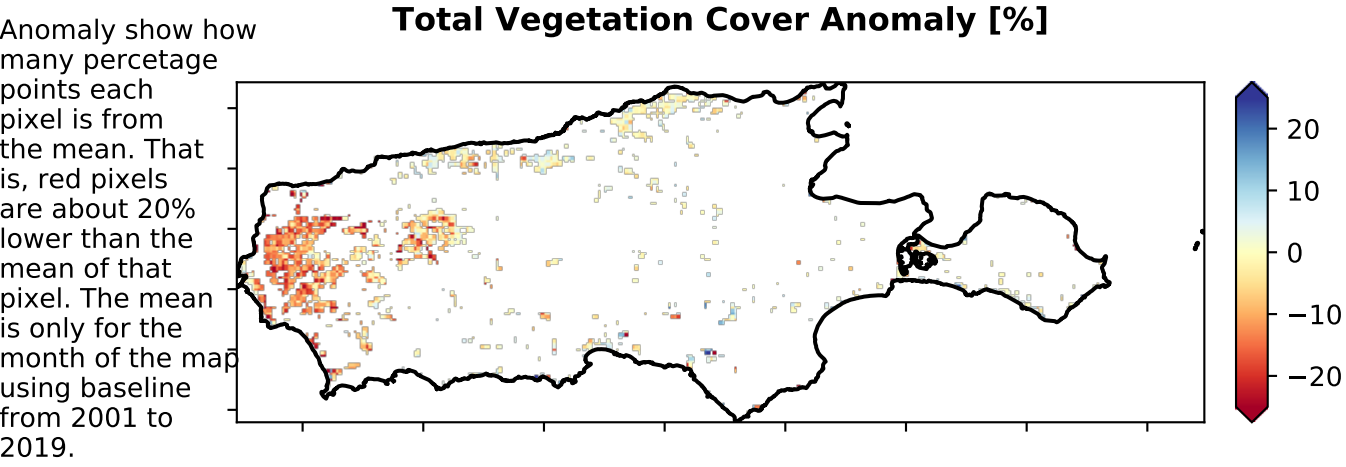 Total Vegetation Cover Anomaly [%]
Anomaly show how
many percetage
points each
pixel is from
the mean. That
is, red pixels
are about 20%
lower than the
mean of that
pixel. The mean
is only for the
month of the map
using baseline
from 2001 to
2019.
20
10
0
−10
−20